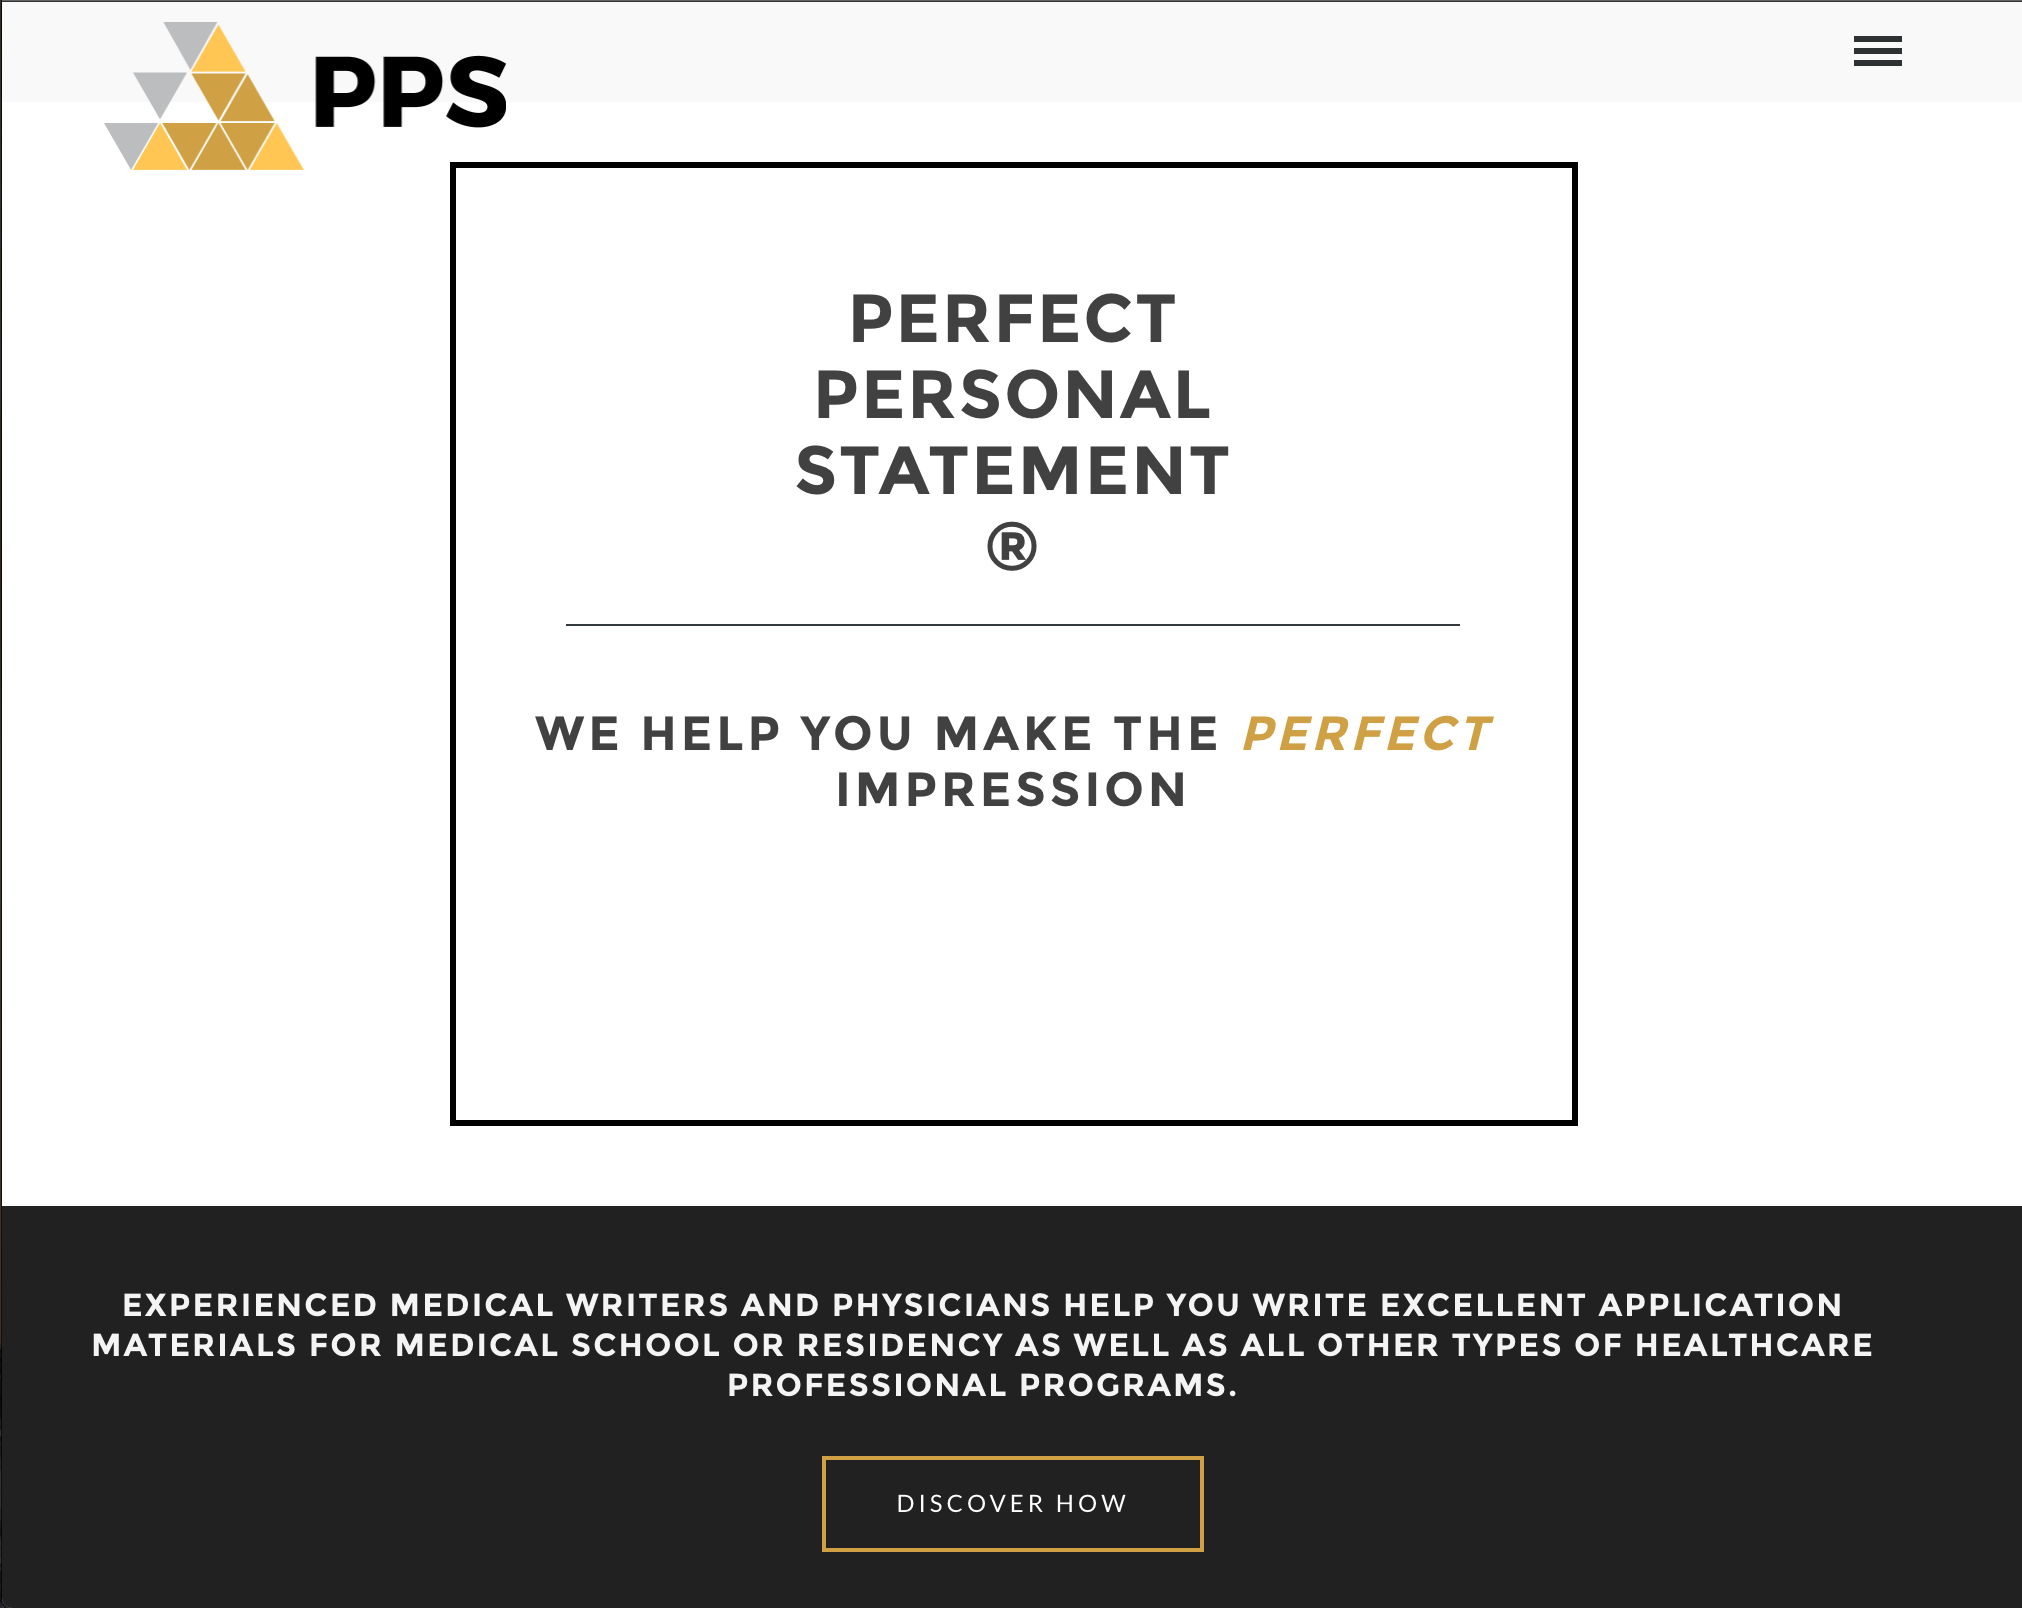 PPS
PERFECT
PERSONAL
STATEMENT
®
WE HELP YOU MAKE THE PERFECT
IMPRESSION
EXPERIENCED MEDICAL WRITERS AND PHYSICIANS HELP YOU WRITE EXCELLENT APPLICATION
MATERIALS FOR MEDICAL SCHOOL OR RESIDENCY AS WELL AS ALL OTHER TYPES OF HEALTHCARE
PROFESSIONAL PROGRAMS.
DISCOVER HOW